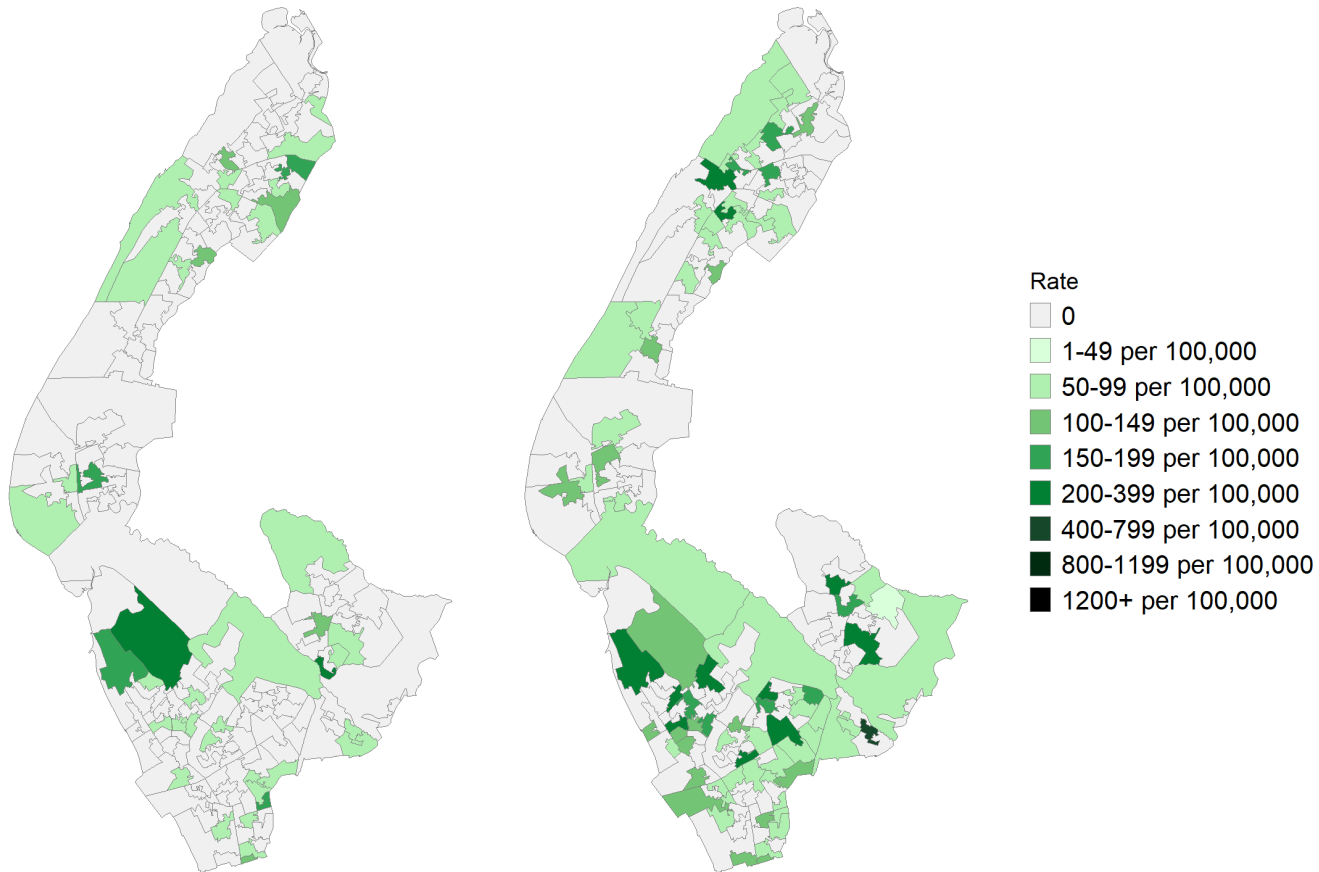 Rate
0
1-49 per 100,000
50-99 per 100,000
100-149 per 100,000
150-199 per 100,000
200-399 per 100,000
400-799 per 100,000
800-1199 per 100,000
1200+ per 100,000